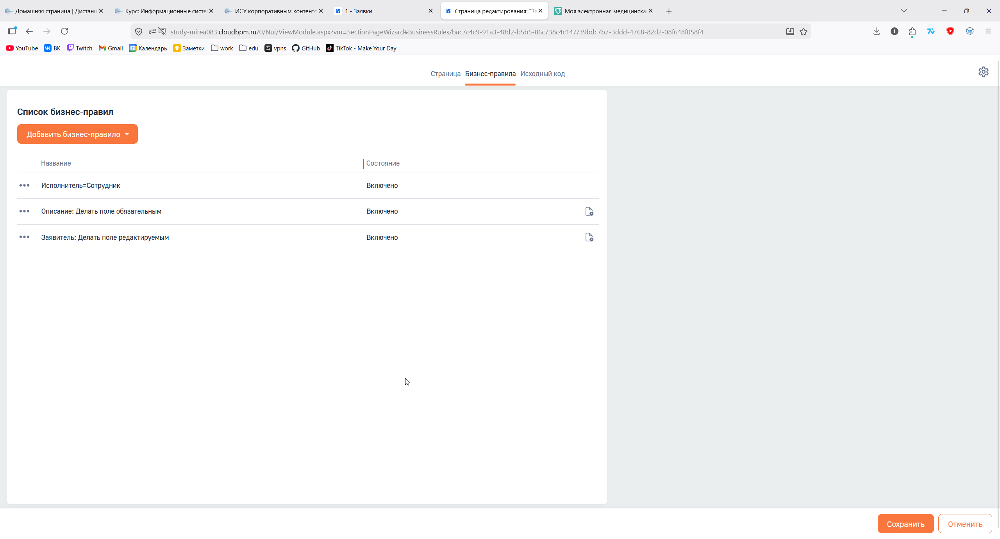 Домашняя страница | Дистанц
Курс: Информационные систе
ИСУ корпоративным контенто
1 - Заявки
Страница редактирования: "За
Моя электронная медицинска
study-mirea083.cloudbpm.ru/0/Nui/ViewModule.aspx?vm=SectionPageWizard#BusinessRules/bac7c4c9-91a3-48d2-b5b5-86c738c4c147/39bdc7b7-3ddd-4768-82d2-08f648f058f4
YouTube
ВК
Twitch
Gmail
Календарь
Заметки
work
edu
vpns
GitHub
TikTok - Make Your Day
Страница
Бизнес-правила
Исходный код
Список бизнес-правил
Добавить бизнес-правило
Название
Состояние
Исполнитель=Сотрудник
Включено
Описание: Делать поле обязательным
Включено
Заявитель: Делать поле редактируемым
Включено
Сохранить
Отменить